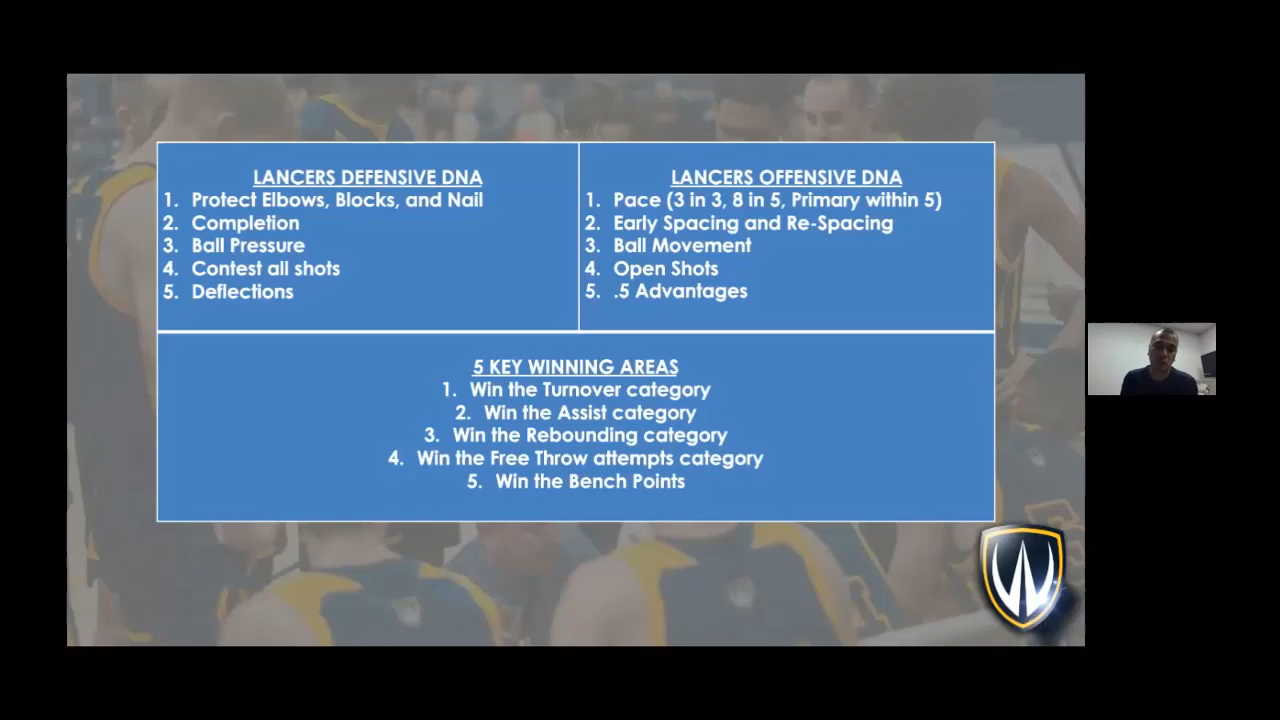 LANCERS DEFENSIVE DNA
1. Protect Elbows, Blocks, and Nail
2. Completion
3. Ball Pressure
4. Contest all shots
5. Deflections
LANCERS OFFENSIVE DNA
1. Pace (3 in 3, 8 in 5, Primary within 5)
2. Early Spacing and Re-Spacing
3. Ball Movement
4. Open Shots
5. .5 Advantages
5 KEY WINNING AREAS
1. Win the Turnover category
2. Win the Assist category
3. Win the Rebounding category
4. Win the Free Throw attempts category
5. Win the Bench Points